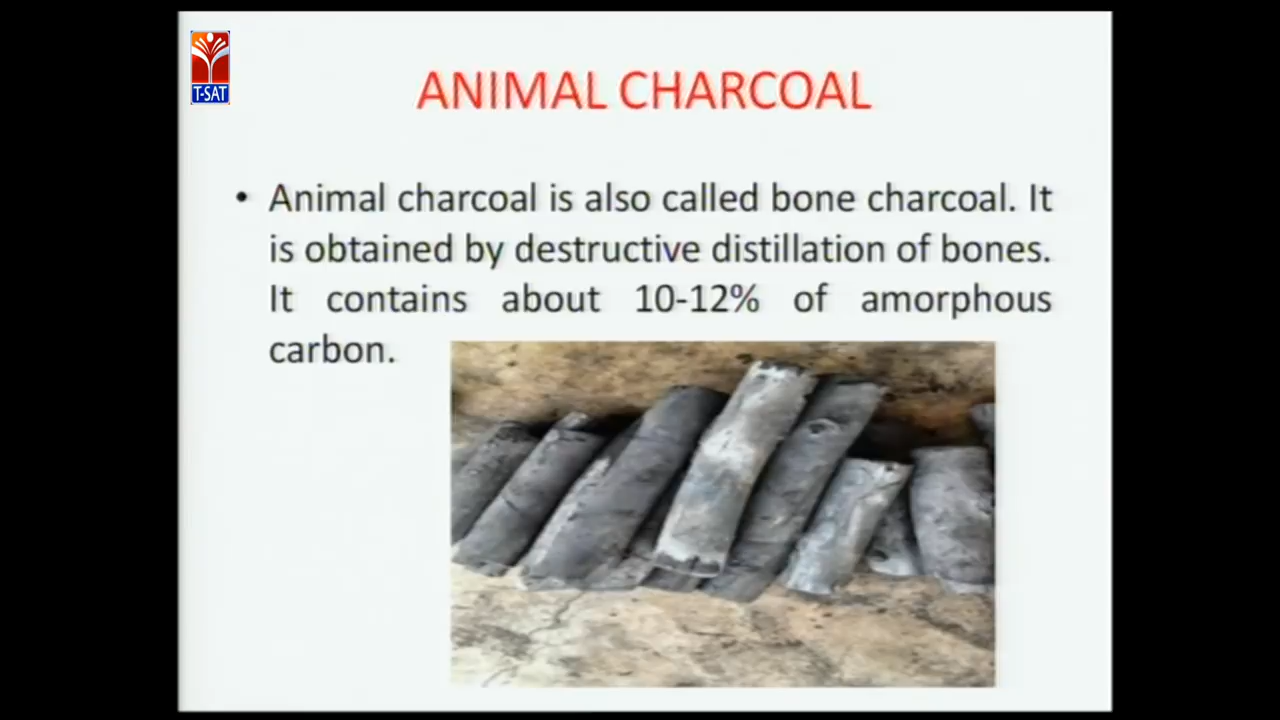 T-SAT
ANIMAL CHARCOAL
• Animal charcoal is also called bone charcoal. It
is obtained by destructive distillation of bones.
It contains about 10-12% of amorphous
carbon.